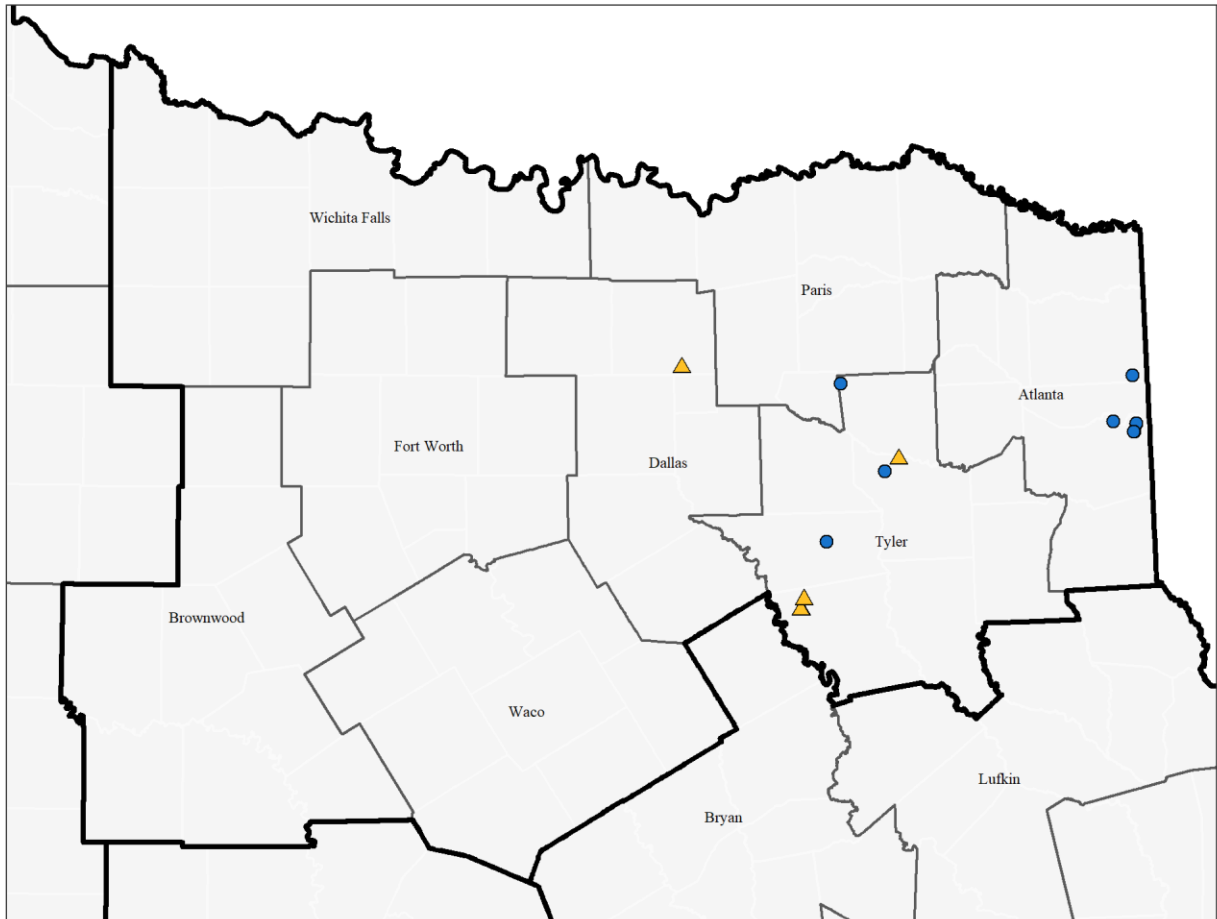 Wichita Falls
Paris
Atlanta
Fort Worth
Dallas
Tyler
Brownwood
Waco
Lufkin
Bryan